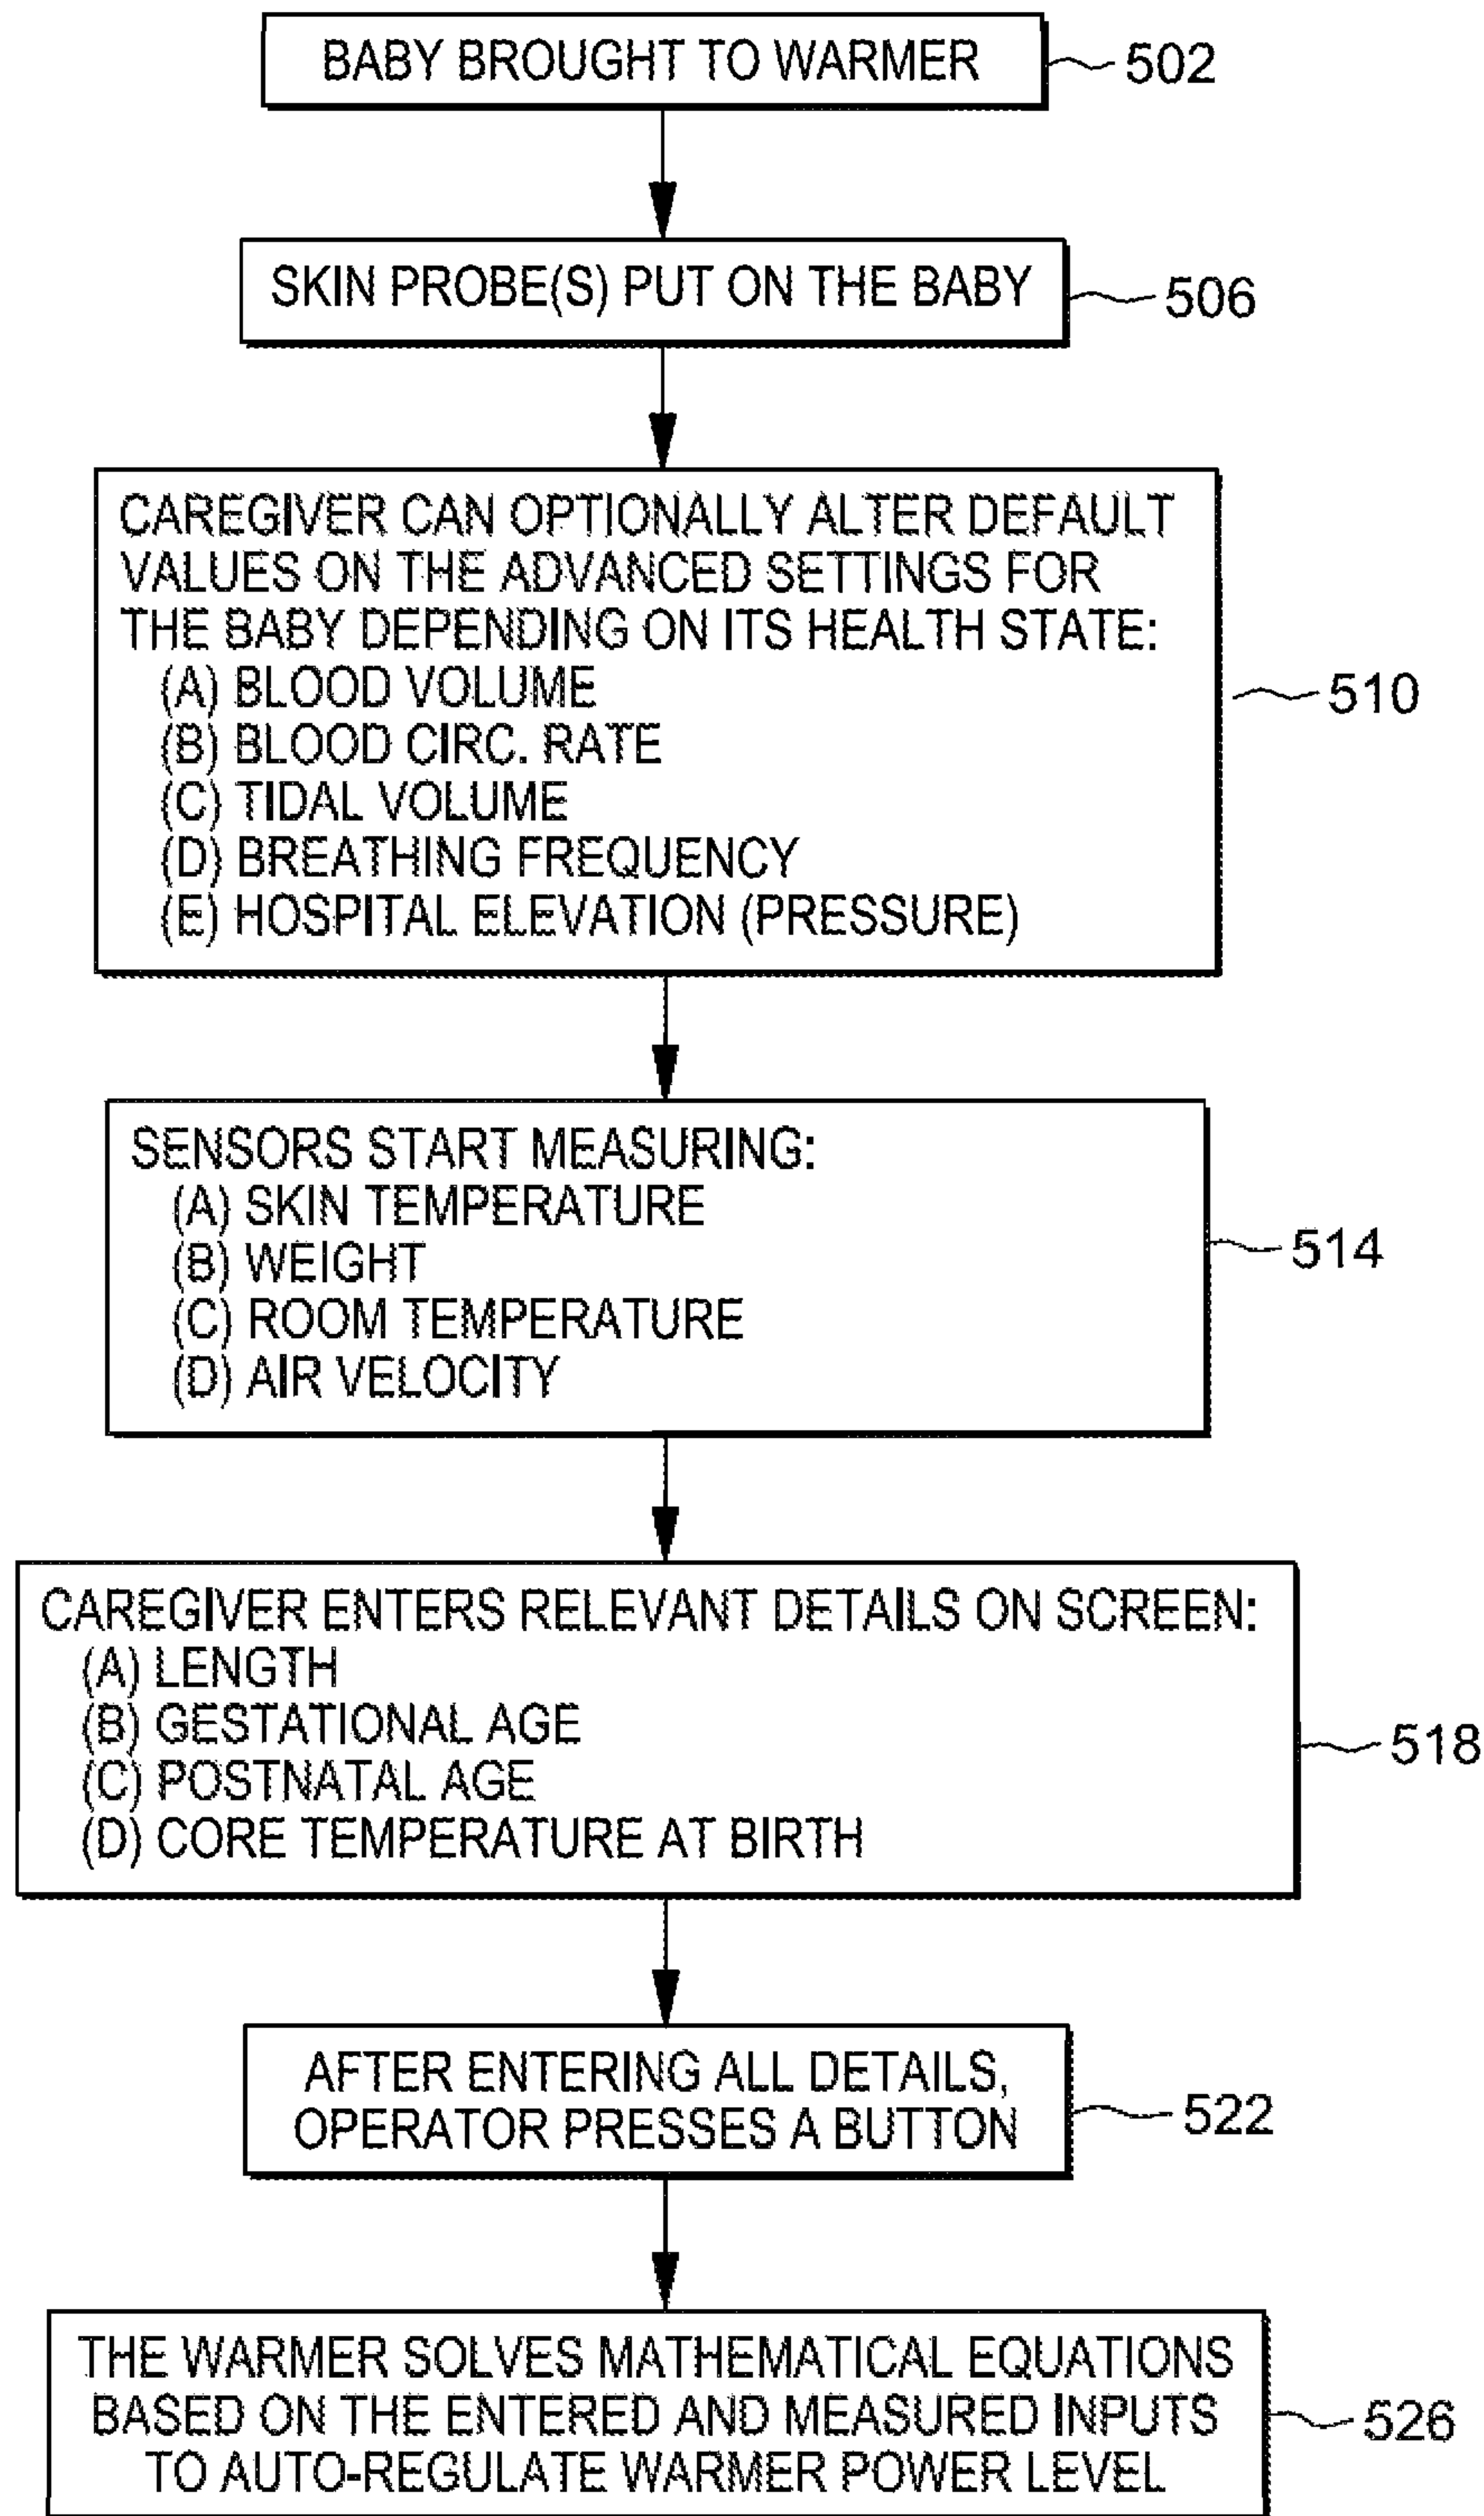 BABY BROUGHT TO WARMER
502
SKIN PROBE(S) PUT ON THE BABY
506
CAREGIVER CAN OPTIONALLY ALTER DEFAULT
VALUES ON THE ADVANCED SETTINGS FOR
THE BABY DEPENDING ON ITS HEALTH STATE:
(A) BLOOD VOLUME
(B) BLOOD CIRC. RATE
(C) TIDAL VOLUME
(D) BREATHING FREQUENCY
(E) HOSPITAL ELEVATION (PRESSURE)
510
SENSORS START MEASURING:
(A) SKIN TEMPERATURE
(B) WEIGHT
(C) ROOM TEMPERATURE
(D) AIR VELOCITY
514
CAREGIVER ENTERS RELEVANT DETAILS ON SCREEN:
(A) LENGTH
(B) GESTATIONAL AGE
(C) POSTNATAL AGE
(D) CORE TEMPERATURE AT BIRTH
518
AFTER ENTERING ALL DETAILS,
OPERATOR PRESSES A BUTTON
522
THE WARMER SOLVES MATHEMATICAL EQUATIONS
BASED ON THE ENTERED AND MEASURED INPUTS
TO AUTO-REGULATE WARMER POWER LEVEL
526